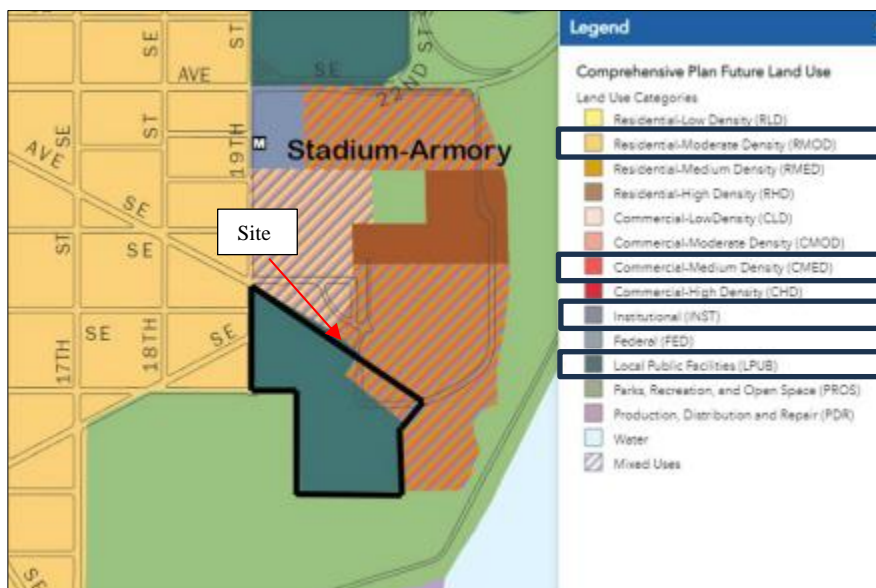 Legend
Comprehensive Plan Future Land Use
Land Use Categories
Residential-Low Density (RLD)
Residential-Moderate Density (RMOD)
Residential-Medium Density (RMED)
Residential-High Density (RHD)
Commercial-LowDensity (CLD)
Commercial-Moderate Density (CMOD)
Commercial-Medium Density (CMED)
Commercial-High Density (CHD)
Institutional (INST)
Federal (FED)
Local Public Facilities (LPUB)
Parks, Recreation, and Open Space (PROS)
Production, Distribution and Repair (PDR)
Water
Mixed Uses
SE
ST
SE
AVE
22ND ST
SE
ST
19TH
M
Stadium-Armory
AVE
SE
Site
ST
SE
17TH
SE
18TH
SE
SE